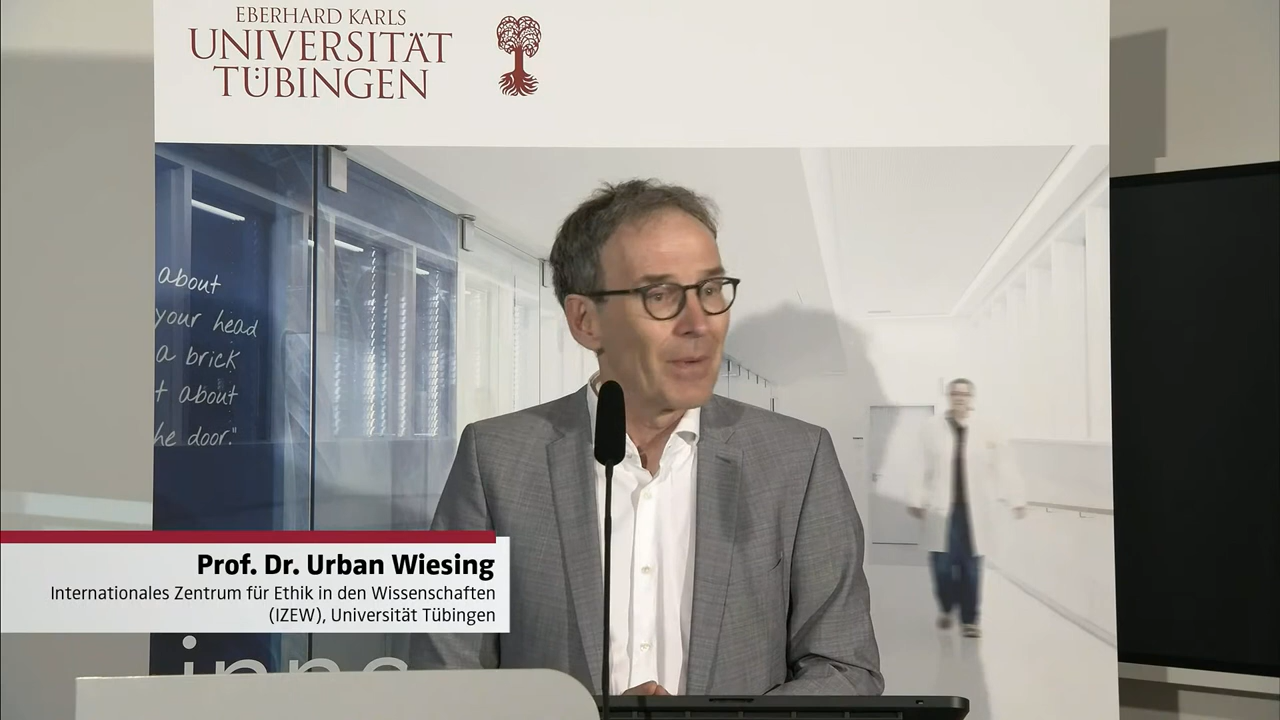 EBERHARD KARLS
UNIVERSITÄT
TÜBINGEN
about
your head
a brick
t about
he door."
Prof. Dr. Urban Wiesing
Internationales Zentrum für Ethik in den Wissenschaften
(IZEW), Universität Tübingen